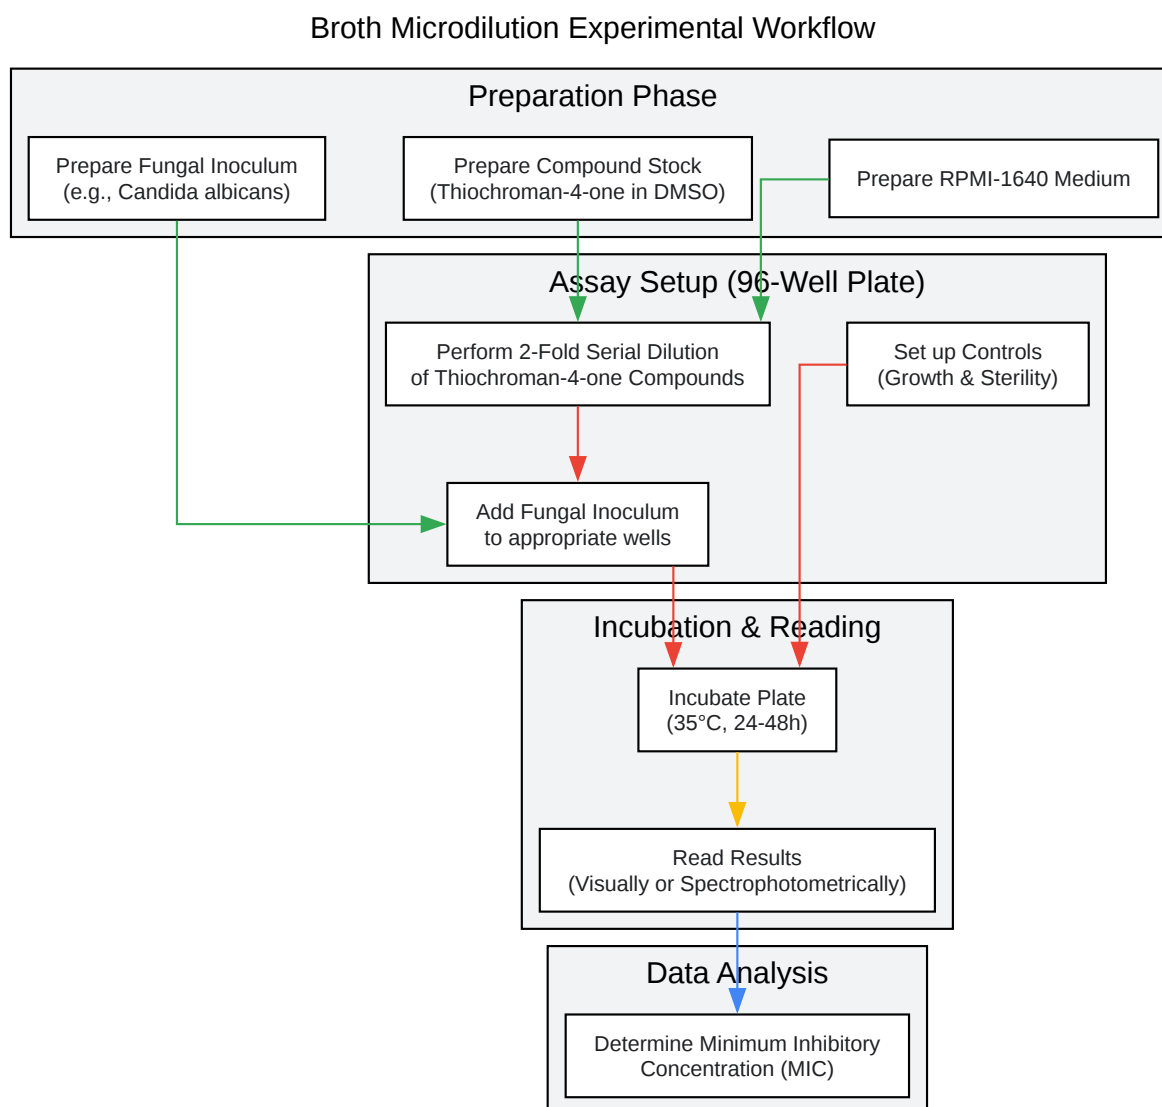 Broth Microdilution Experimental Workflow
Preparation Phase
Prepare Fungal Inoculum
(e.g., Candida albicans)
Prepare Compound Stock
(Thiochroman-4-one in DMSO)
Prepare RPMI-1640 Medium
Assay Setup (96-Well Plate)
Perform 2-Fold Serial Dilution
of Thiochroman-4-one Compounds
Set up Controls
(Growth & Sterility)
Add Fungal Inoculum
to appropriate wells
Incubation & Reading
Incubate Plate
(35°C, 24-48h)
Read Results
(Visually or Spectrophotometrically)
Data Analysis
Determine Minimum Inhibitory
Concentration (MIC)